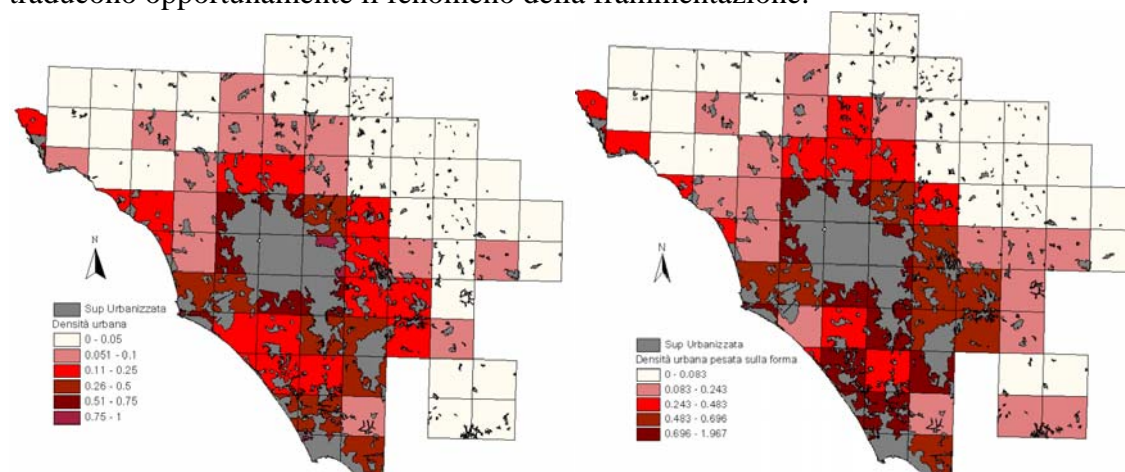 traducono opportunamente il fenomeno della frammentazione.
N
Sup Urbanizzata
Densità urbana
0 - 0.05
0.051 - 0.1
0.11 - 0.25
0.26 - 0.5
0.51 - 0.75
0.75 - 1
N
Sup Urbanizzata
Densità urbana pesata sulla forma
0 - 0.083
0.083 - 0.243
0.243 - 0.483
0.483 - 0.696
0.696 - 1.967